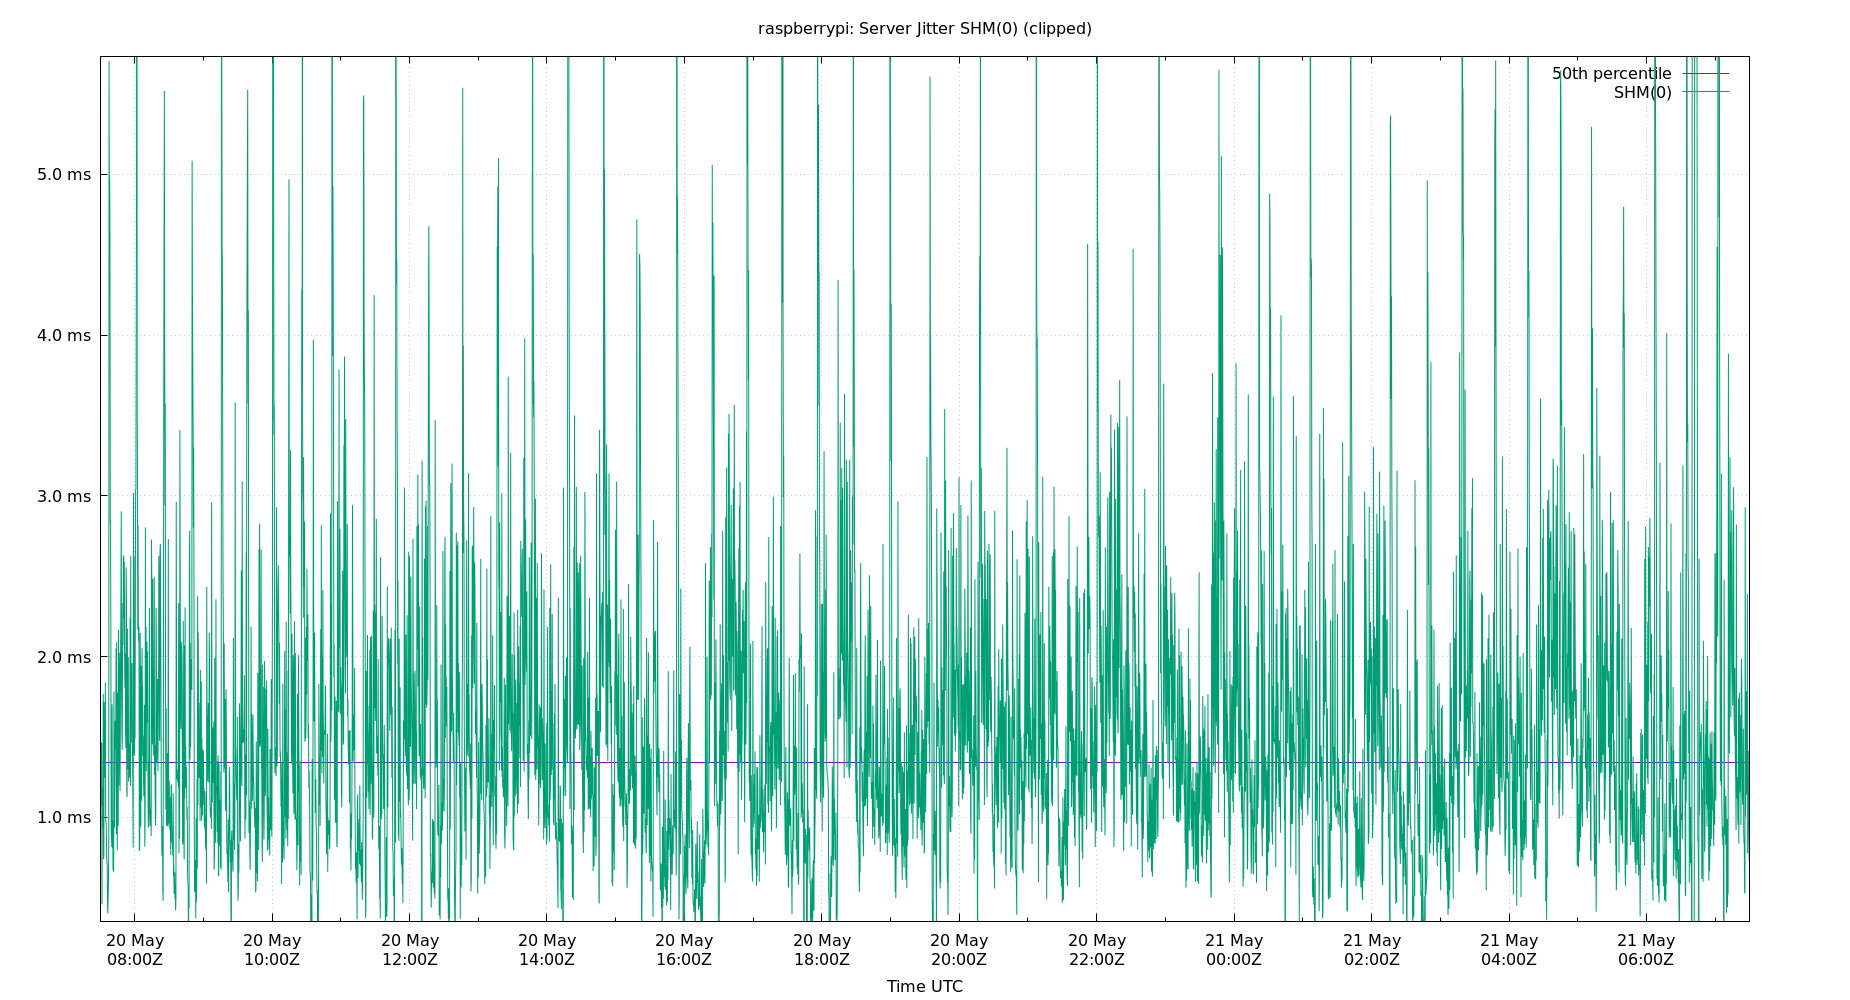 raspberrypi: Server Jitter SHM(0) (clipped)
50th percentile
SHM(0)
5.0 ms
4.0 ms
3.0 ms
2.0 ms
1.0 ms
20 May 20 May 20 May 20 May 20 May 20 May 20 May 20 May 21 May 21 May 21 May 21 May
08:00Z 10:00Z 12:00Z 14:00Z 16:00Z 18:00Z 20:00Z 22:00Z 00:00Z 02:00Z 04:00Z 06:00Z
Time UTC